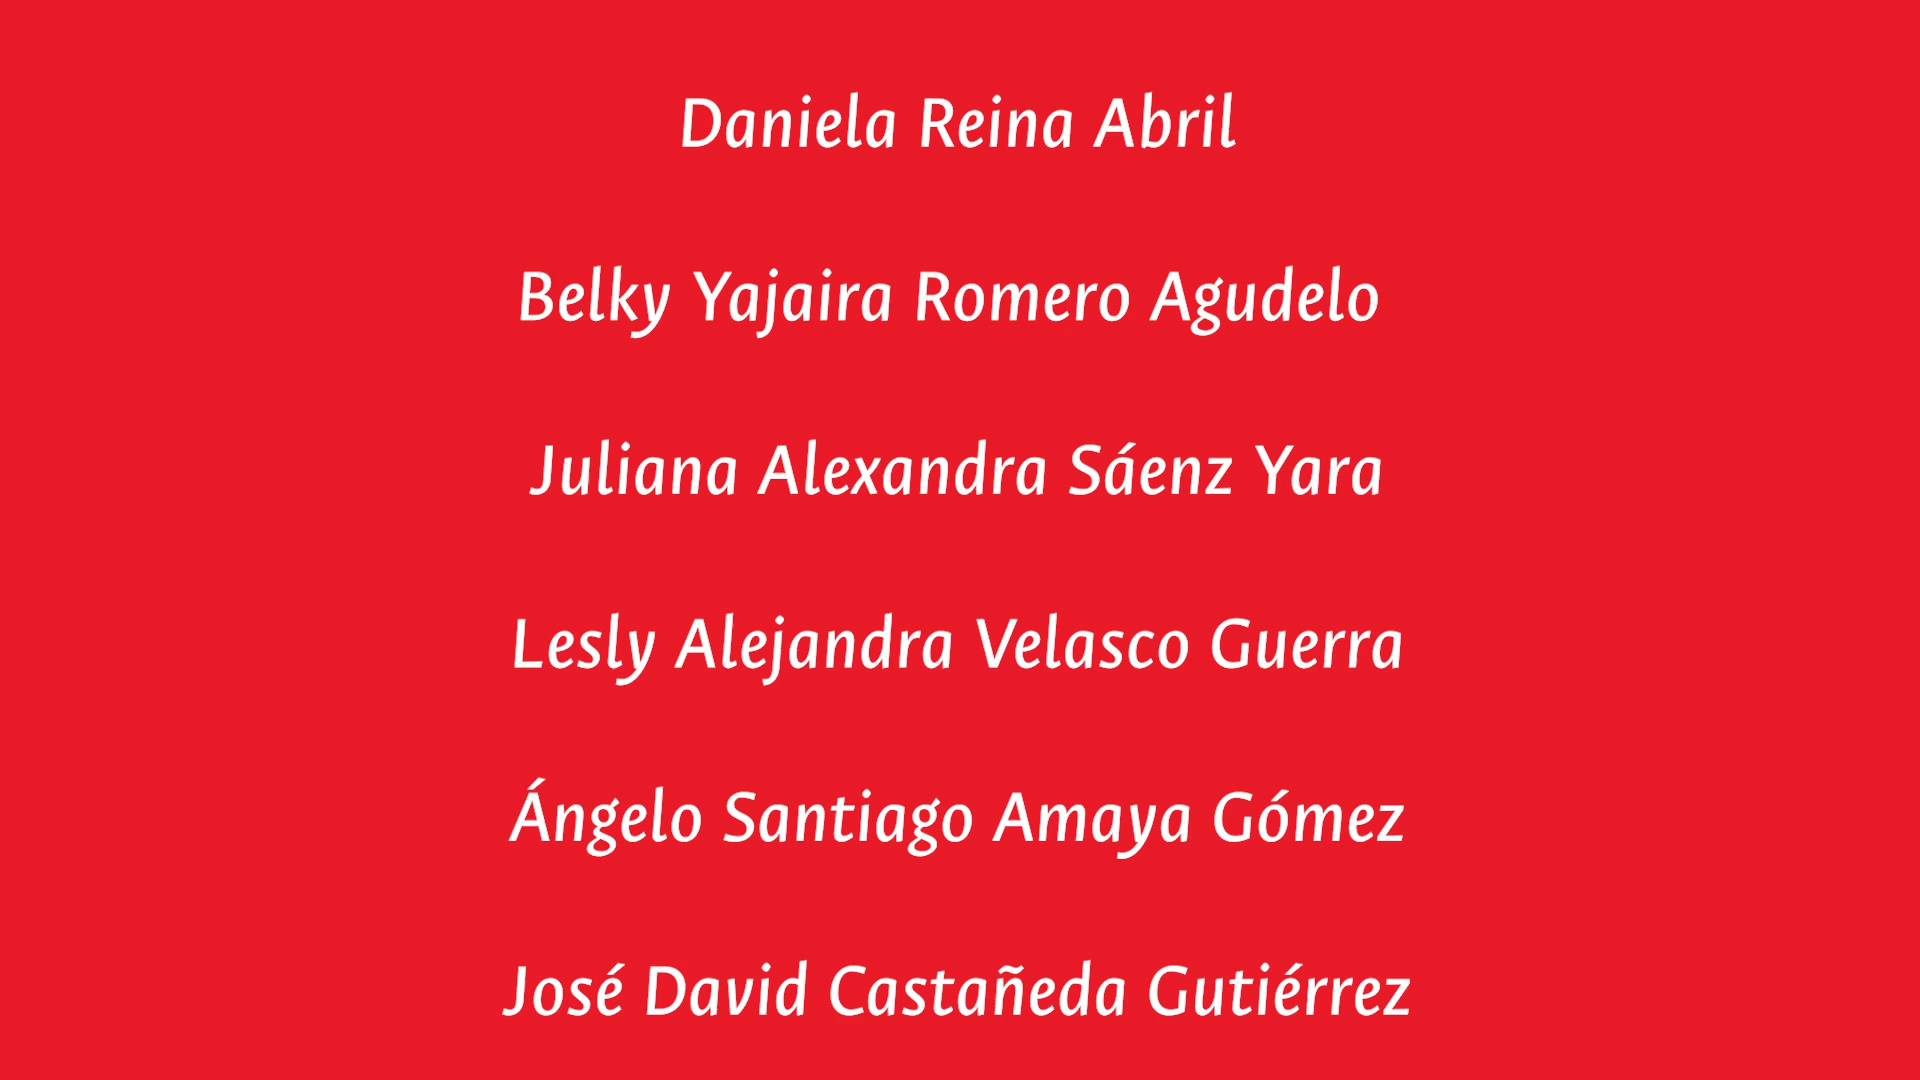 Daniela Reina Abril
Belky Yajaira Romero Agudelo
Juliana Alexandra Sáenz Yara
Lesly Alejandra Velasco Guerra
Ángelo Santiago Amaya Gómez
José David Castañeda Gutiérrez